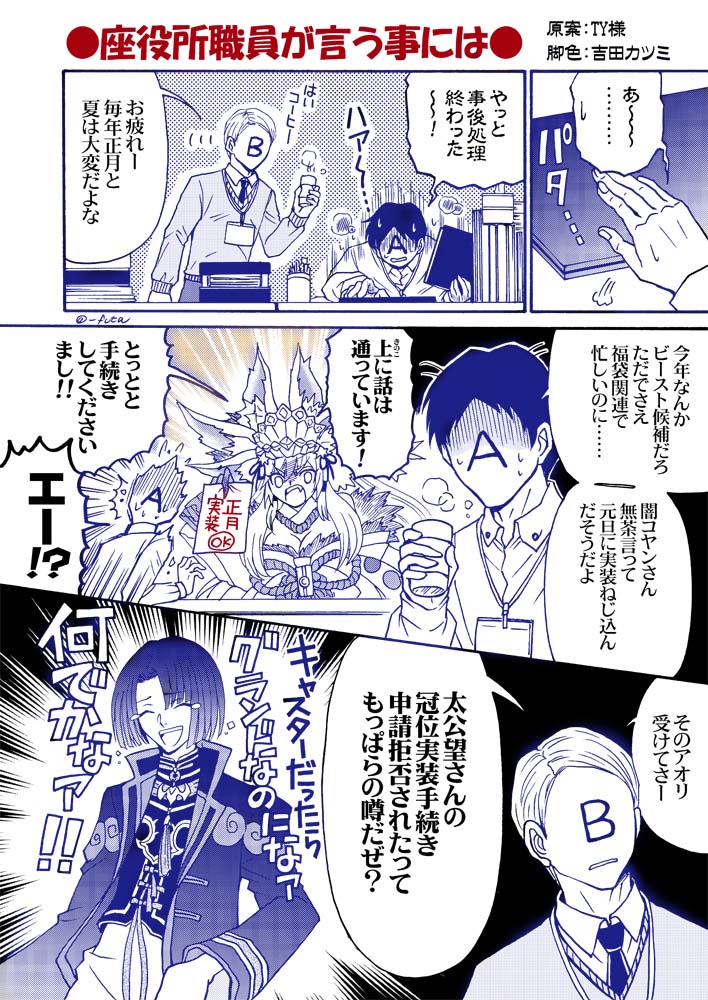 ●座役所職員が言う事には●
原案：TY様
脚色：吉田カツミ
あ〜〜
………
パタ…
やっと
事後処理
終わった
〜〜！
ハアー〜…
はい
コーヒー
B
A
お疲れー
毎年正月と
夏は大変だよな
@-futa
今年なんか
ビースト候補だろ
ただでさえ
福袋関連で
忙しいのに……
A
闇コヤンさん
無茶言って
元旦に実装ねじ込ん
だそうだよ
きのこ
上に話は
通っています！
正月
実装
OK
とっとと
手続き
してください
まし!!
A
エー!?
そのアオリ
受けてさー
B
太公望さんの
冠位実装手続き
申請拒否されたって
もっぱらの噂だぜ？
キャスターだったら
グランドなのになァ
何でかなァー!!